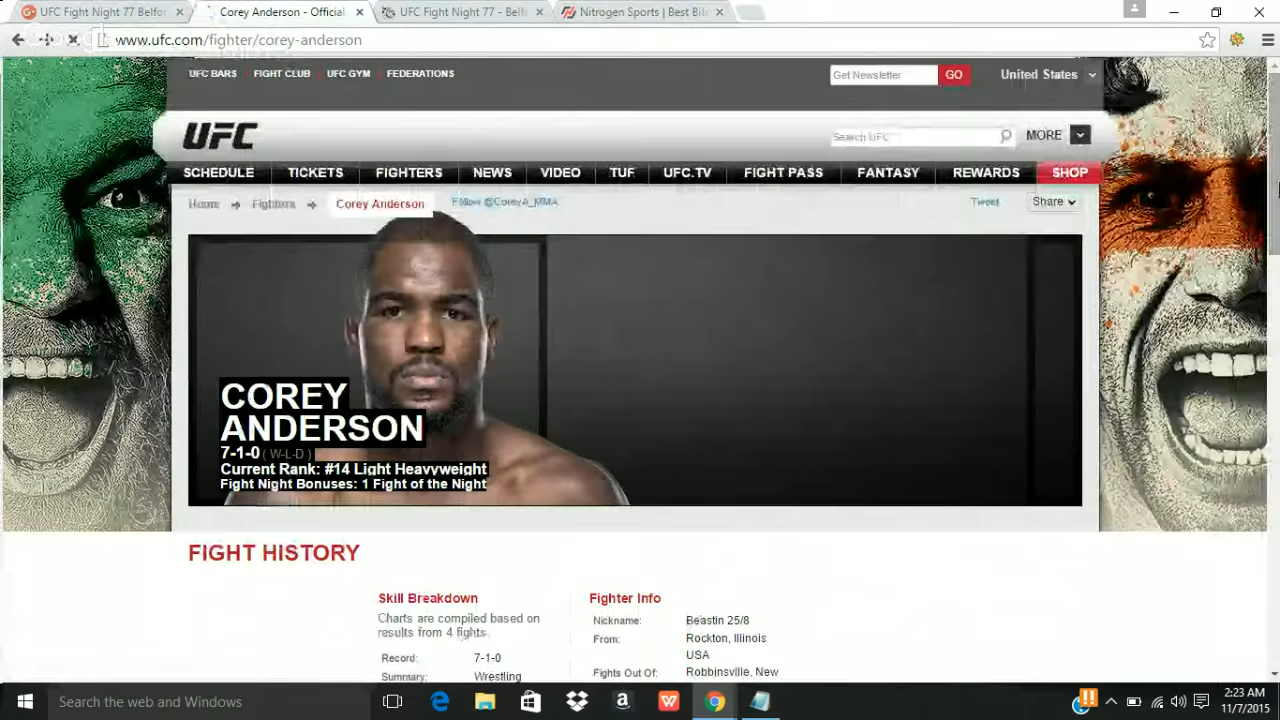 UFC Fight Night 77 Belfor
Corey Anderson - Official
UFC Fight Night 77 - Belf
Nitrogen Sports | Best Bit
www.ufc.com/fighter/corey-anderson
UFC BARS
FIGHT CLUB
UFC GYM
FEDERATIONS
Get Newsletter
GO
United States
UFC
Search UFC
MORE
SCHEDULE
TICKETS
FIGHTERS
NEWS
VIDEO
TUF
UFC.TV
FIGHT PASS
FANTASY
REWARDS
SHOP
Home
Fighters
Corey Anderson
Follow @CoreyA_MMA
Tweet
Share
COREY
ANDERSON
7-1-0 ( W-L-D )
Current Rank: #14 Light Heavyweight
Fight Night Bonuses: 1 Fight of the Night
FIGHT HISTORY
Skill Breakdown
Charts are compiled based on
results from 4 fights.
Record: 7-1-0
Summary: Wrestling
Fighter Info
Nickname: Beastin 25/8
From: Rockton, Illinois
USA
Fights Out Of: Robbinsville, New
Search the web and Windows
2:23 AM
11/7/2015